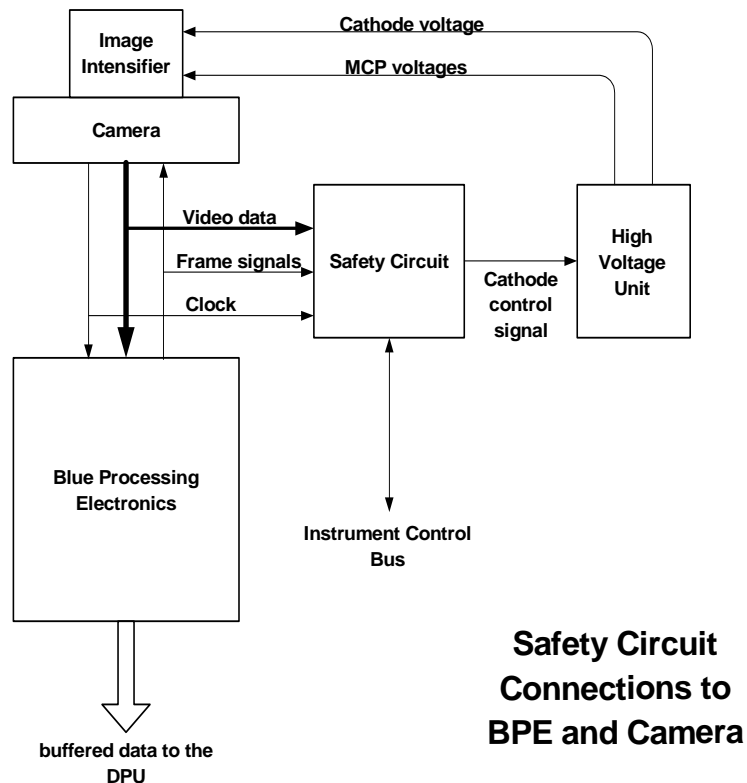 Image
Intensifier
Cathode voltage
MCP voltages
Camera
Video data
Frame signals
Clock
Safety Circuit
Cathode
control
signal
High
Voltage
Unit
Blue Processing
Electronics
Instrument Control
Bus
buffered data to the
DPU
Safety Circuit
Connections to
BPE and Camera